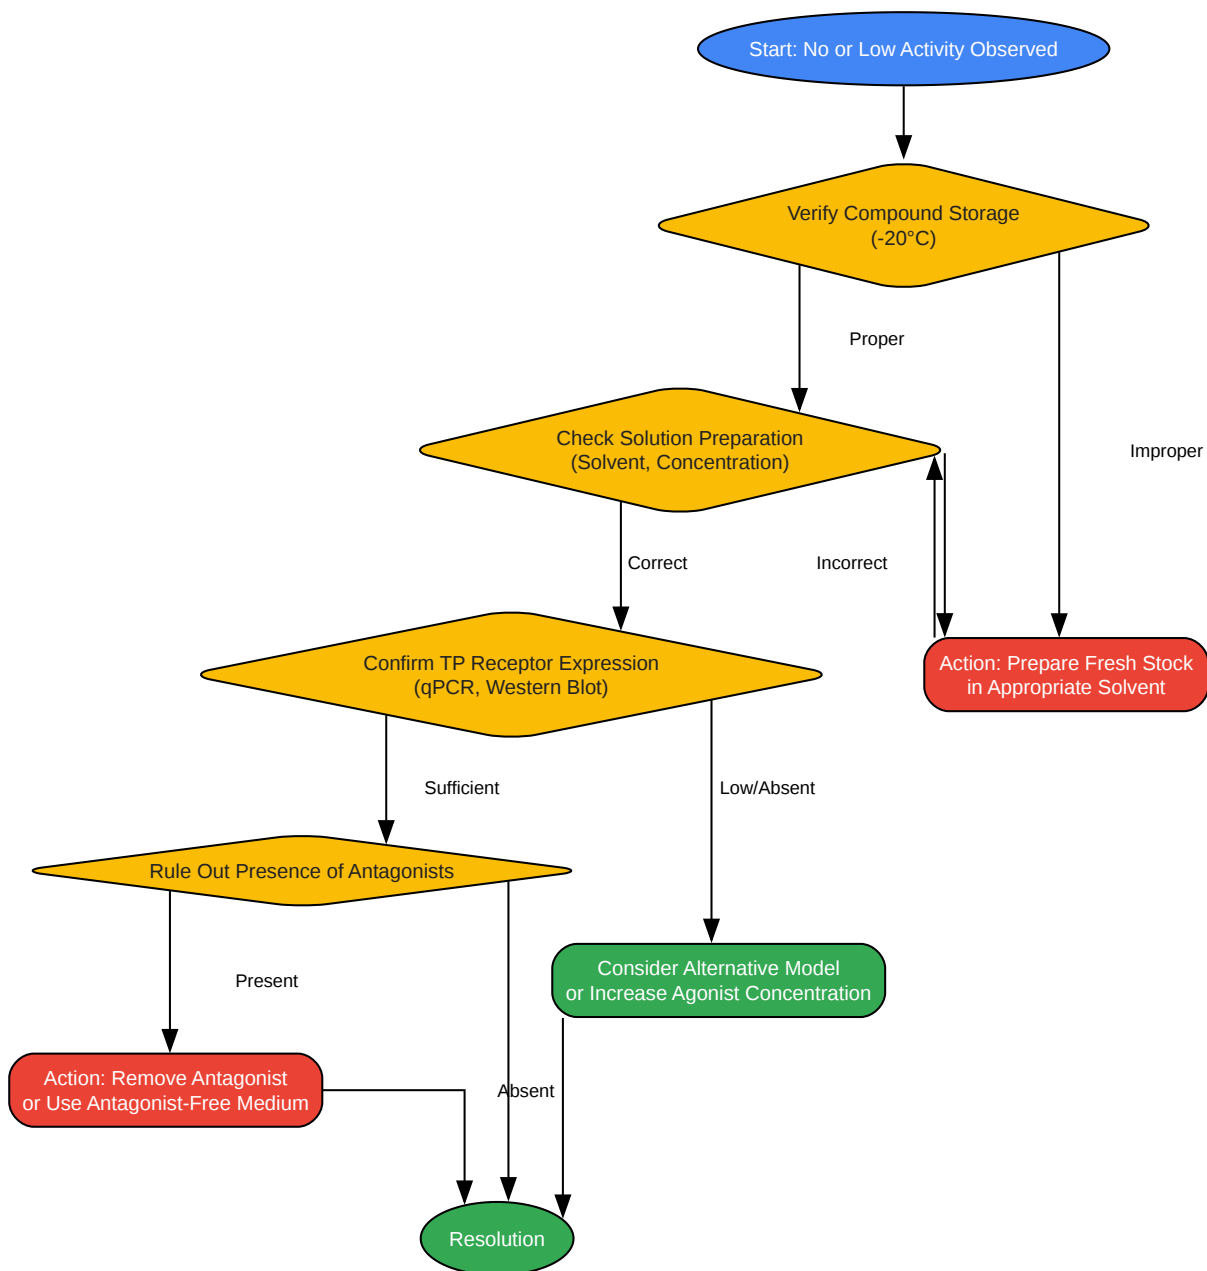 Start: No or Low Activity Observed
Verify Compound Storage
(-20°C)
Proper
Check Solution Preparation
(Solvent, Concentration)
Improper
Correct
Incorrect
Confirm TP Receptor Expression
(qPCR, Western Blot)
Action: Prepare Fresh Stock
in Appropriate Solvent
Sufficient
Low/Absent
Rule Out Presence of Antagonists
Consider Alternative Model
or Increase Agonist Concentration
Present
Action: Remove Antagonist
or Use Antagonist-Free Medium
Absent
Resolution